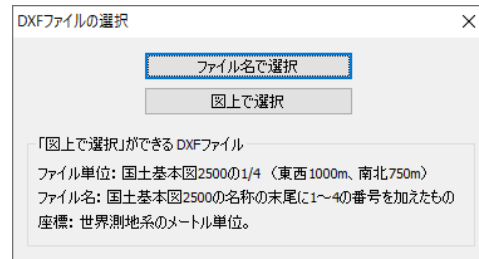 DXFファイルの選択
ファイル名で選択
図上で選択
「図上で選択」ができるDXFファイル
ファイル単位: 国土基本図2500の1/4 （東西1000m、南北750m）
ファイル名: 国土基本図2500の名称の末尾に1～4の番号を加えたもの
座標: 世界測地系のメートル単位。